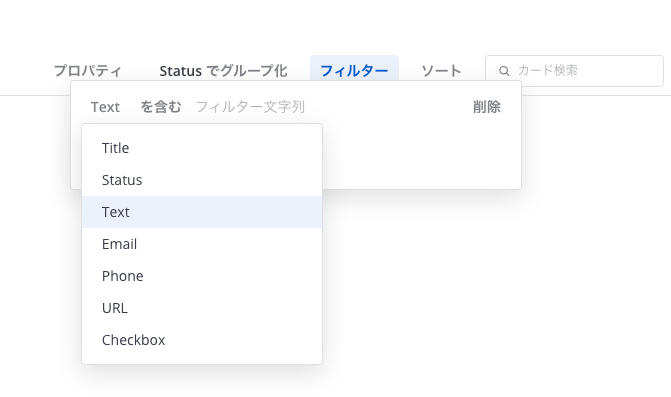 プロパティ Status でグループ化 フィルター ソート カード検索
Text を含む フィルター文字列 削除
Title
Status
Text
Email
Phone
URL
Checkbox